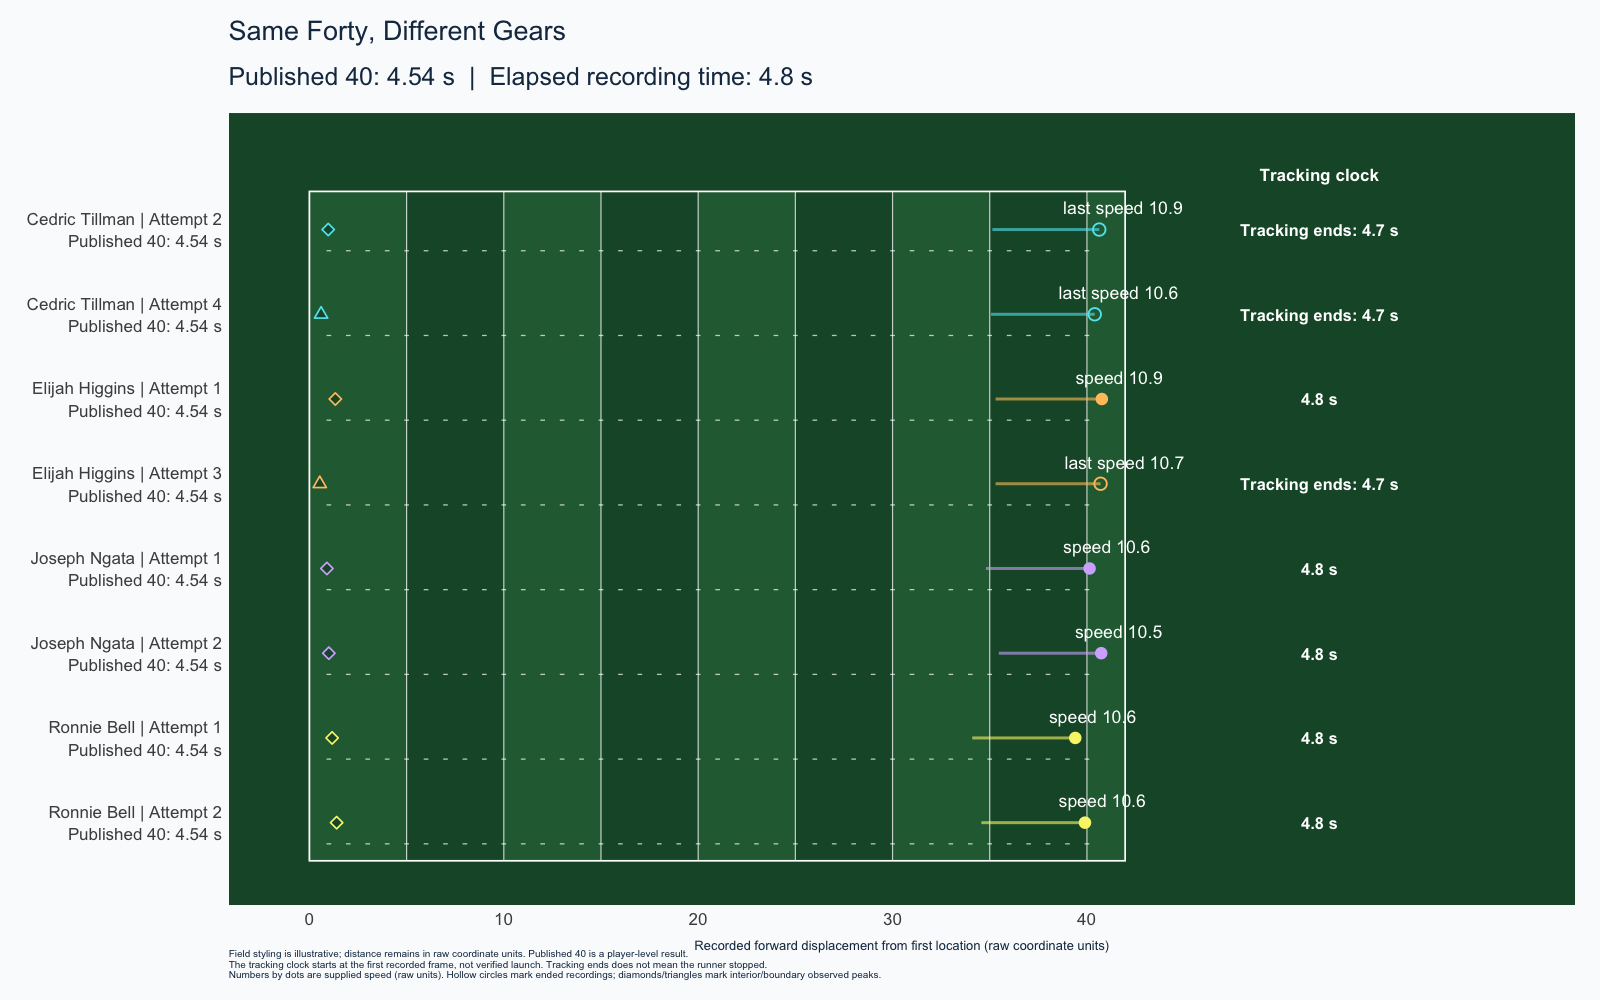 Same Forty, Different Gears
Published 40: 4.54 s  |  Elapsed recording time: 4.8 s
Tracking clock
Cedric Tillman | Attempt 2
Published 40: 4.54 s
last speed 10.9
Tracking ends: 4.7 s
Cedric Tillman | Attempt 4
Published 40: 4.54 s
last speed 10.6
Tracking ends: 4.7 s
Elijah Higgins | Attempt 1
Published 40: 4.54 s
speed 10.9
4.8 s
Elijah Higgins | Attempt 3
Published 40: 4.54 s
last speed 10.7
Tracking ends: 4.7 s
Joseph Ngata | Attempt 1
Published 40: 4.54 s
speed 10.6
4.8 s
Joseph Ngata | Attempt 2
Published 40: 4.54 s
speed 10.5
4.8 s
Ronnie Bell | Attempt 1
Published 40: 4.54 s
speed 10.6
4.8 s
Ronnie Bell | Attempt 2
Published 40: 4.54 s
speed 10.6
4.8 s
0 10 20 30 40
Recorded forward displacement from first location (raw coordinate units)
Field styling is illustrative; distance remains in raw coordinate units. Published 40 is a player-level result.
The tracking clock starts at the first recorded frame, not verified launch. Tracking ends does not mean the runner stopped.
Numbers by dots are supplied speed (raw units). Hollow circles mark ended recordings; diamonds/triangles mark interior/boundary observed peaks.